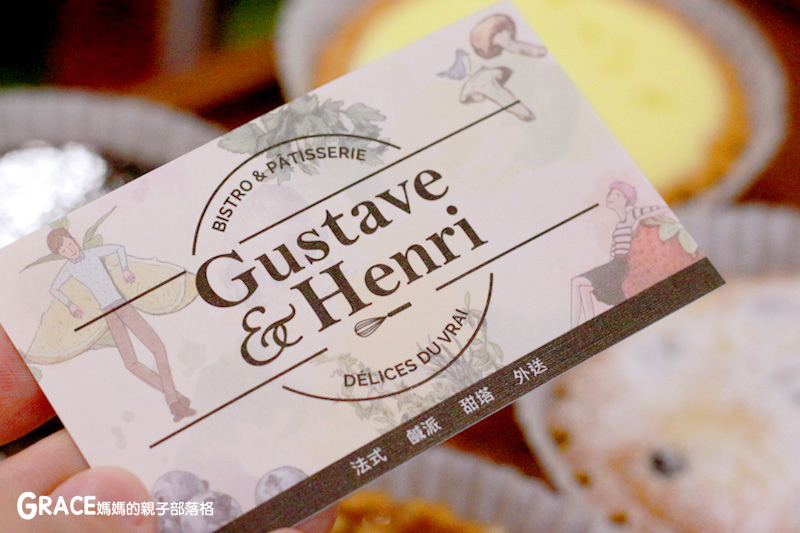 BISTRO & PÂTISSERIE
Gustave
& Henri
DÉLICES DU VRAI
法式 鹹派 甜塔 外送
GRACE媽媽的親子部落格